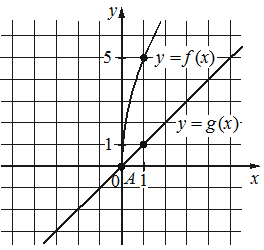 y
5
y = f(x)
y = g(x)
1
0 A 1
x